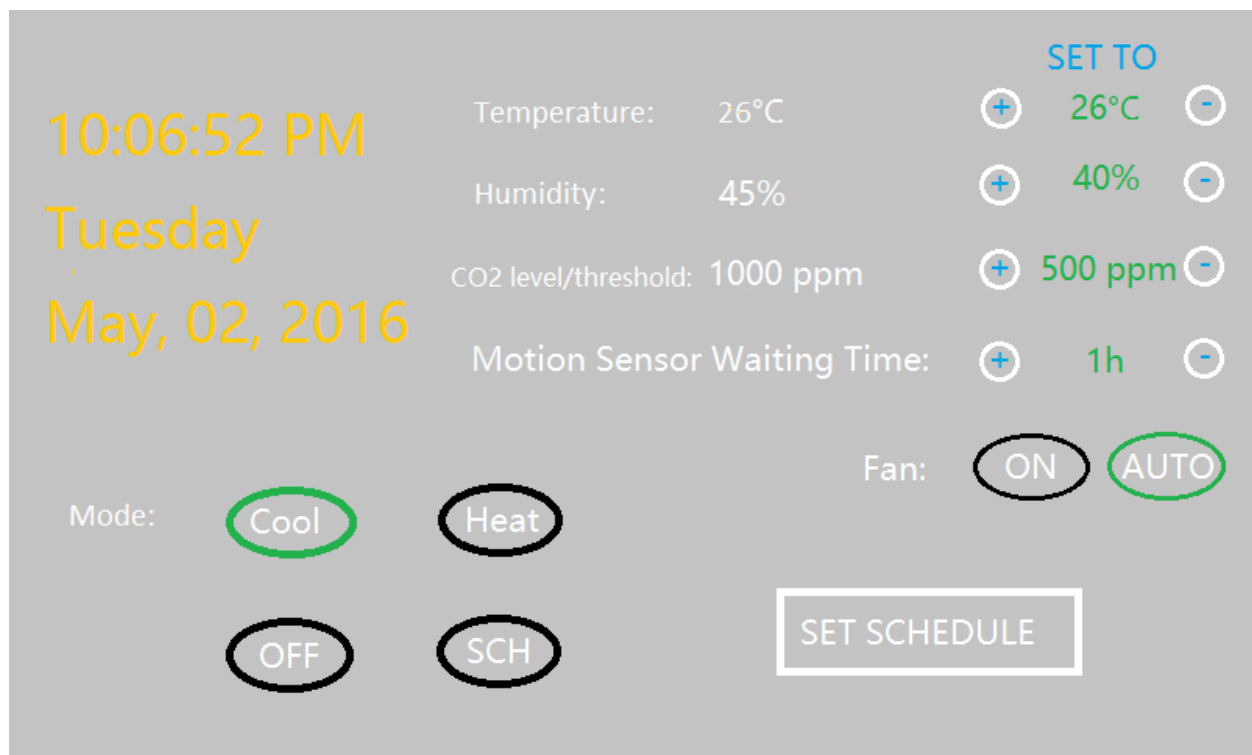 SET TO
10:06:52 PM
Tuesday
May, 02, 2016
Temperature: 26°C + 26°C -
Humidity: 45% + 40% -
CO2 level/threshold: 1000 ppm + 500 ppm -
Motion Sensor Waiting Time: + 1h -
Fan: ON AUTO
Mode: Cool Heat
OFF SCH
SET SCHEDULE